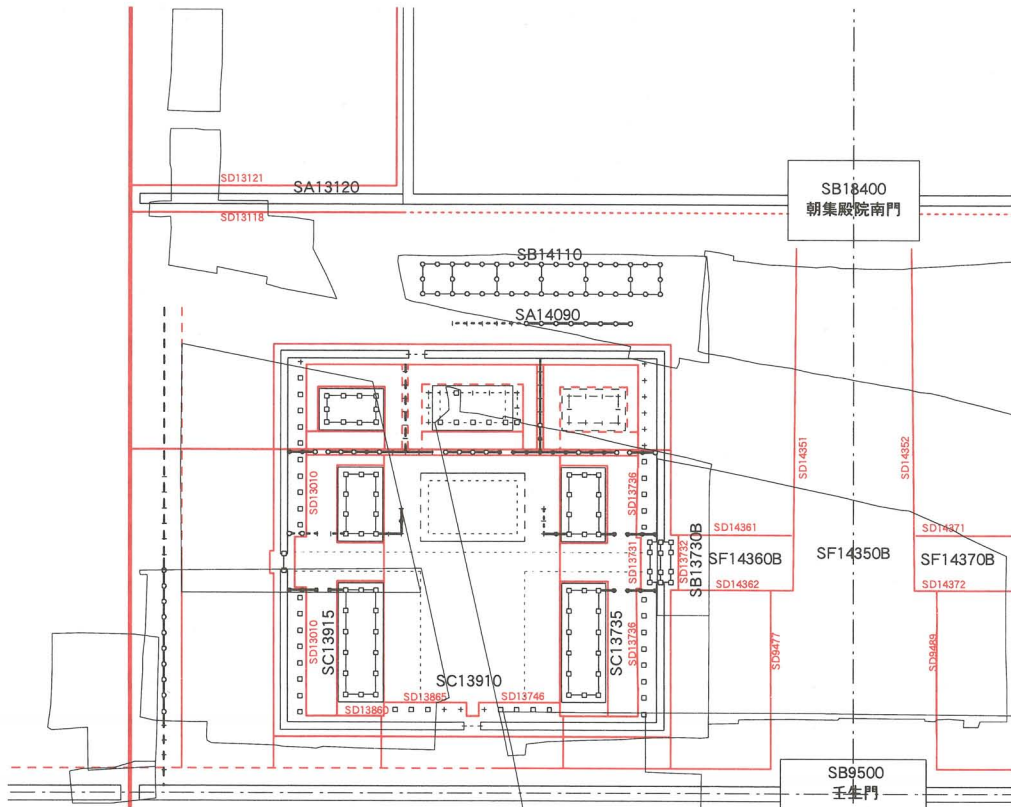 SD13121
SA13120
SD13118
SB18400
朝集殿院南門
SB14110
SA14090
SD14351
SD14352
SD13010
SD13736
SD14361
SD14371
SD13731
SD13732
SB13730B
SF14360B
SF14350B
SF14370B
SD14362
SD14372
SD13010
SC13915
SC13735
SD13736
SD9477
SD9489
SC13910
SD13865
SD13746
SD13860
SB9500
壬生門